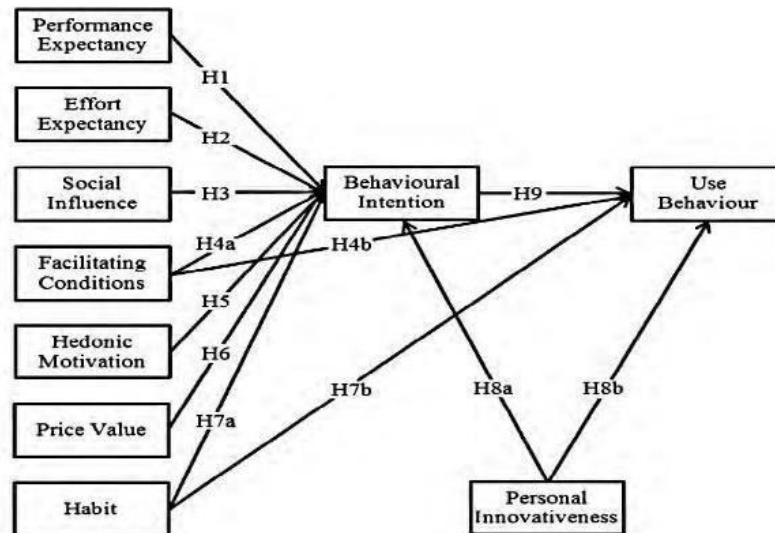 Performance
Expectancy
H1
Effort
Expectancy
H2
Social
Influence
H3
Behavioural
Intention
H9
Use
Behaviour
H4a
H4b
Facilitating
Conditions
H5
Hedonic
Motivation
H6
H7a
H7b
H8a
H8b
Price Value
Habit
Personal
Innovativeness